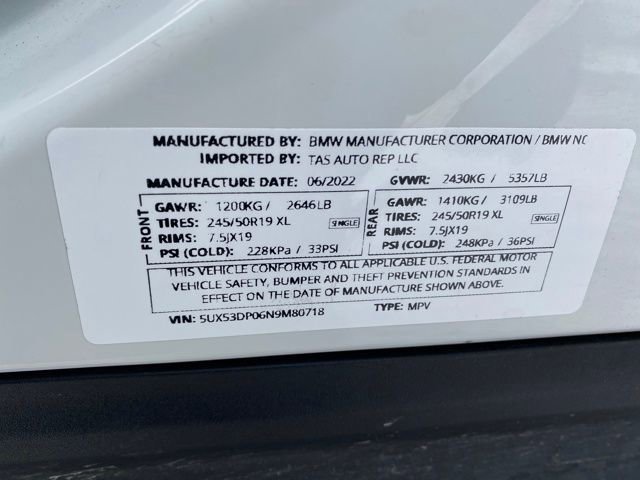 MANUFACTURED BY: BMW MANUFACTURER CORPORATION / BMW NC
IMPORTED BY: TAS AUTO REP LLC
MANUFACTURE DATE: 06/2022 GVWR: 2430KG / 5357LB
FRONT
GAWR: 1200KG / 2646LB
TIRES: 245/50R19 XL SINGLE
RIMS: 7.5JX19
PSI (COLD): 228KPa / 33PSI
REAR
GAWR: 1410KG / 3109LB
TIRES: 245/50R19 XL SINGLE
RIMS: 7.5JX19
PSI (COLD): 248KPa / 36PSI
THIS VEHICLE CONFORMS TO ALL APPLICABLE U.S. FEDERAL MOTOR
VEHICLE SAFETY, BUMPER AND THEFT PREVENTION STANDARDS IN
EFFECT ON THE DATE OF MANUFACTURE SHOWN ABOVE.
VIN: 5UX53DP06N9M80718 TYPE: MPV